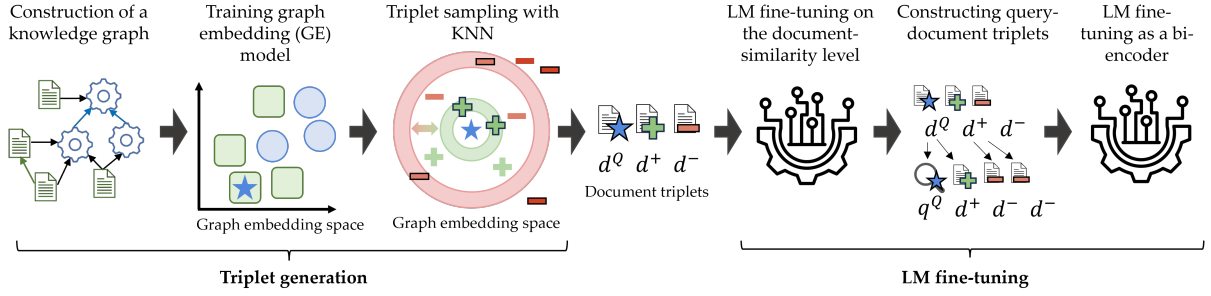 Construction of a
knowledge graph
Training graph
embedding (GE)
model
Graph embedding space
Triplet sampling with
KNN
Graph embedding space
d^Q d^+ d^-
Document triplets
LM fine-tuning on
the document-
similarity level
Constructing query-
document triplets
d^Q d^+ d^-
q^Q d^+ d^- d^-
LM fine-
tuning as a bi-
encoder
Triplet generation
LM fine-tuning